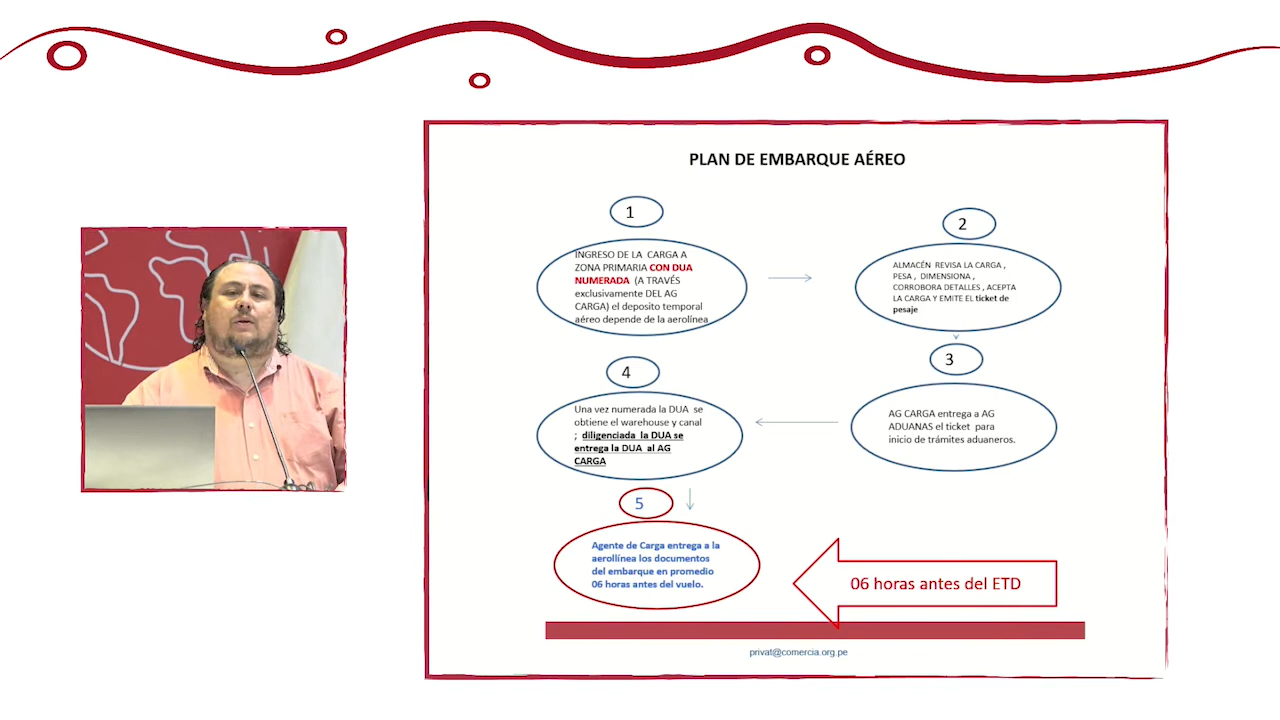 PLAN DE EMBARQUE AÉREO
1
INGRESO DE LA CARGA A
ZONA PRIMARIA CON DUA
NUMERADA (A TRAVÉS
exclusivamente DEL AG
CARGA) el deposito temporal
aéreo depende de la aerolínea
2
ALMACÉN REVISA LA CARGA ,
PESA , DIMENSIONA ,
CORROBORA DETALLES , ACEPTA
LA CARGA Y EMITE EL ticket de
pesaje
3
AG CARGA entrega a AG
ADUANAS el ticket para
inicio de trámites aduaneros.
4
Una vez numerada la DUA se
obtiene el warehouse y canal
; diligenciada la DUA se
entrega la DUA al AG
CARGA
5
Agente de Carga entrega a la
aerollínea los documentos
del embarque en promedio
06 horas antes del vuelo.
06 horas antes del ETD
privat@comercia.org.pe